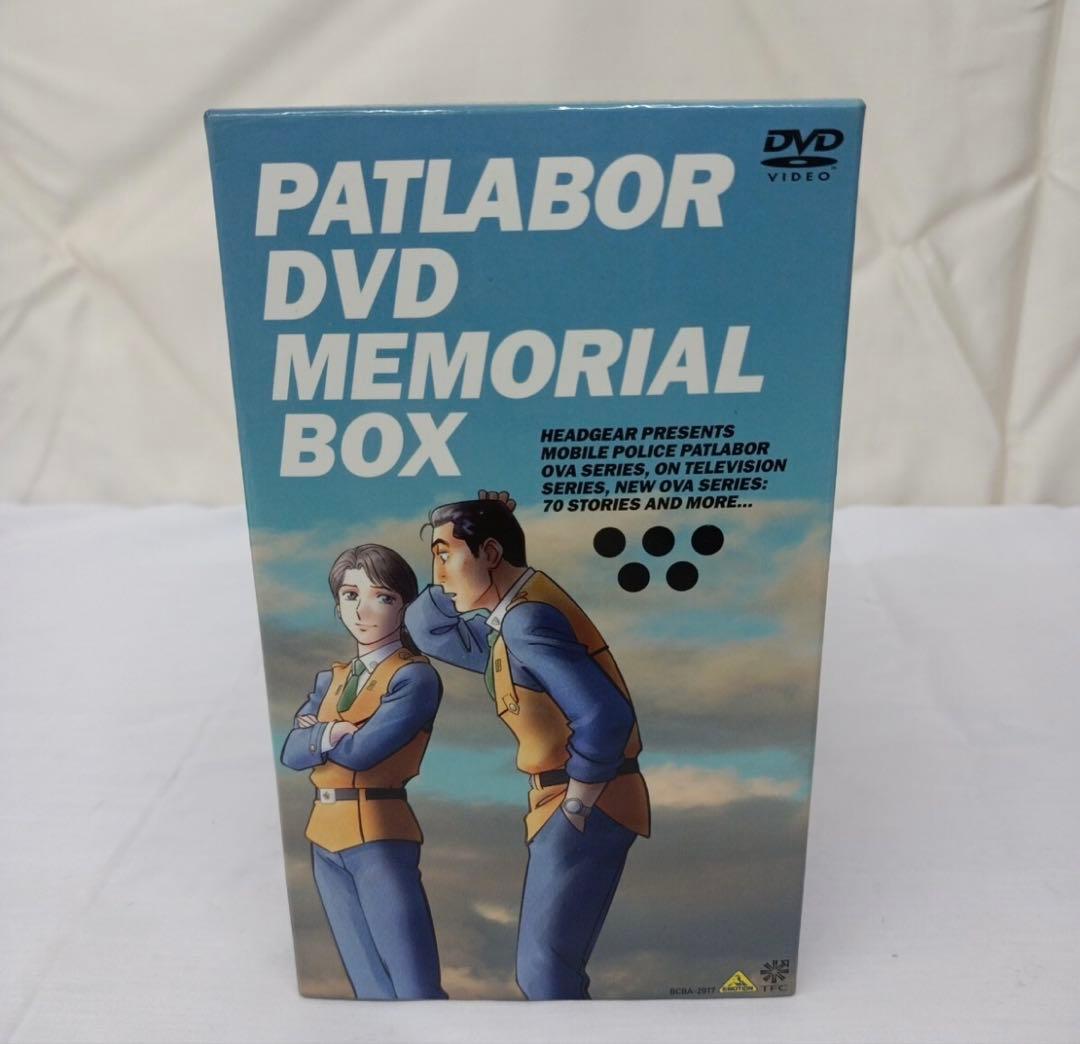 DVD
VIDEO
PATLABOR
DVD
MEMORIAL
BOX
HEADGEAR PRESENTS
MOBILE POLICE PATLABOR
OVA SERIES, ON TELEVISION
SERIES, NEW OVA SERIES:
70 STORIES AND MORE...
BCBA-2917
EMOTION
TFC